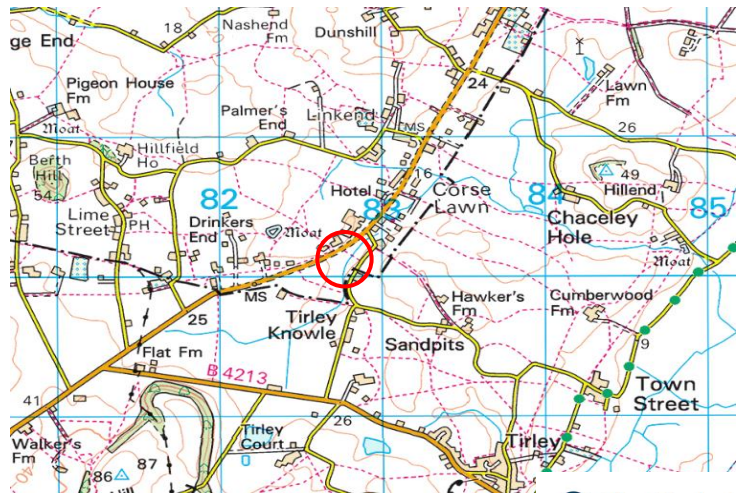 18
Nashend
Fm
Dunshill
ge End
24
Pigeon House
Fm
Lawn
Fm
Palmer's
End
Linkend
MS
26
Moat
Hillfield
Ho
Berth
Hill
54
16
49
Hillend
82
Hotel
83
Corse
Lawn
84
85
Lime
Street
PH
Drinkers
End
Moat
Chaceley
Hole
Moat
MS
Hawker's
Fm
Cumberwood
Fm
25
Tirley
Knowle
Sandpits
9
Flat Fm
B 4213
Town
Street
41
26
Walker's
Fm
Tirley
Court
Tirley
40
86
87